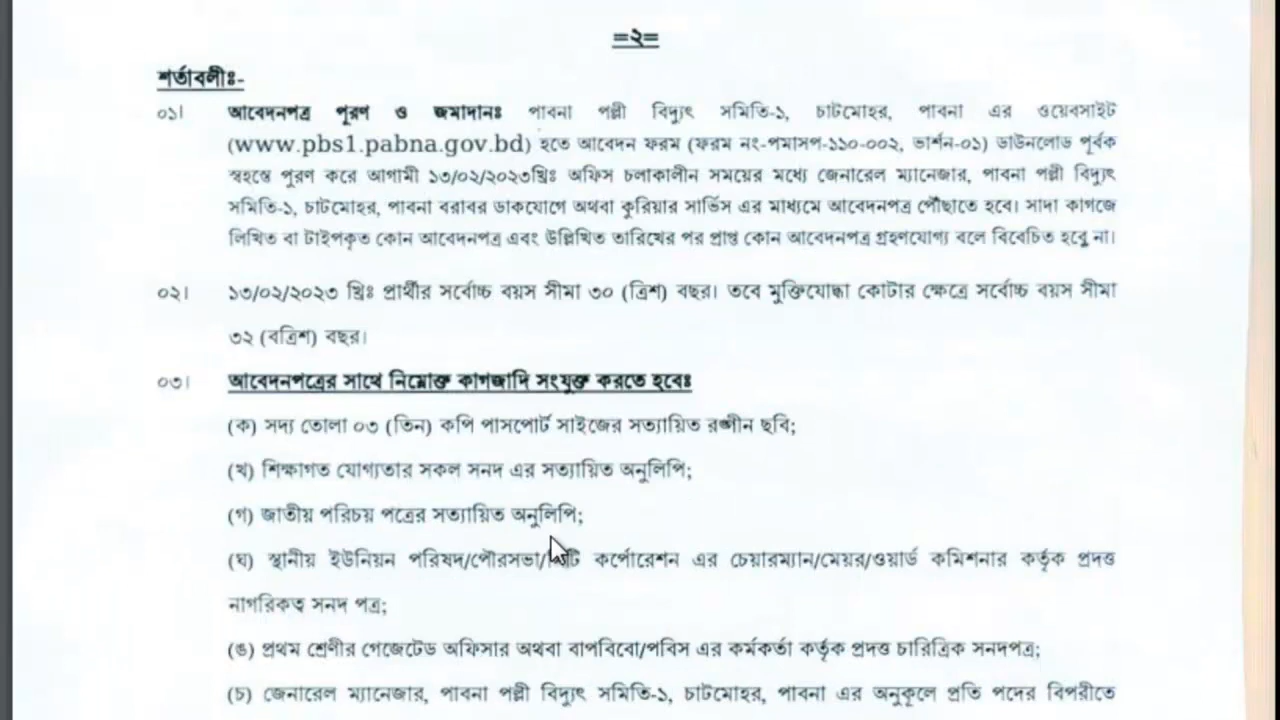 =২=
শর্তাবলীঃ-
০১। আবেদনপত্র পূরণ ও জমাদানঃ পাবনা পল্লী বিদ্যুৎ সমিতি-১, চাটমোহর, পাবনা এর ওয়েবসাইট
(www.pbs1.pabna.gov.bd) হতে আবেদন ফরম (ফরম নং-পমাসপ-১১০-০০২, ভার্শন-০১) ডাউনলোড পূর্বক
স্বহস্তে পুরণ করে আগামী ১৩/০২/২০২৩খ্রিঃ অফিস চলাকালীন সময়ের মধ্যে জেনারেল ম্যানেজার, পাবনা পল্লী বিদ্যুৎ
সমিতি-১, চাটমোহর, পাবনা বরাবর ডাকযোগে অথবা কুরিয়ার সার্ভিস এর মাধ্যমে আবেদনপত্র পৌঁছাতে হবে। সাদা কাগজে
লিখিত বা টাইপকৃত কোন আবেদনপত্র এবং উল্লিখিত তারিখের পর প্রাপ্ত কোন আবেদনপত্র গ্রহণযোগ্য বলে বিবেচিত হবে না।
০২। ১৩/০২/২০২৩ খ্রিঃ প্রার্থীর সর্বোচ্চ বয়স সীমা ৩০ (ত্রিশ) বছর। তবে মুক্তিযোদ্ধা কোটার ক্ষেত্রে সর্বোচ্চ বয়স সীমা
৩২ (বত্রিশ) বছর।
০৩। আবেদনপত্রের সাথে নিম্নোক্ত কাগজাদি সংযুক্ত করতে হবেঃ
(ক) সদ্য তোলা ০৩ (তিন) কপি পাসপোর্ট সাইজের সত্যায়িত রঙ্গীন ছবি;
(খ) শিক্ষাগত যোগ্যতার সকল সনদ এর সত্যায়িত অনুলিপি;
(গ) জাতীয় পরিচয় পত্রের সত্যায়িত অনুলিপি;
(ঘ) স্থানীয় ইউনিয়ন পরিষদ/পৌরসভা/সিটি কর্পোরেশন এর চেয়ারম্যান/মেয়র/ওয়ার্ড কমিশনার কর্তৃক প্রদত্ত
নাগরিকত্ব সনদ পত্র;
(ঙ) প্রথম শ্রেণীর গেজেটেড অফিসার অথবা বাপবিবো/পবিস এর কর্মকর্তা কর্তৃক প্রদত্ত চারিত্রিক সনদপত্র;
(চ) জেনারেল ম্যানেজার, পাবনা পল্লী বিদ্যুৎ সমিতি-১, চাটমোহর, পাবনা এর অনুকূলে প্রতি পদের বিপরীতে